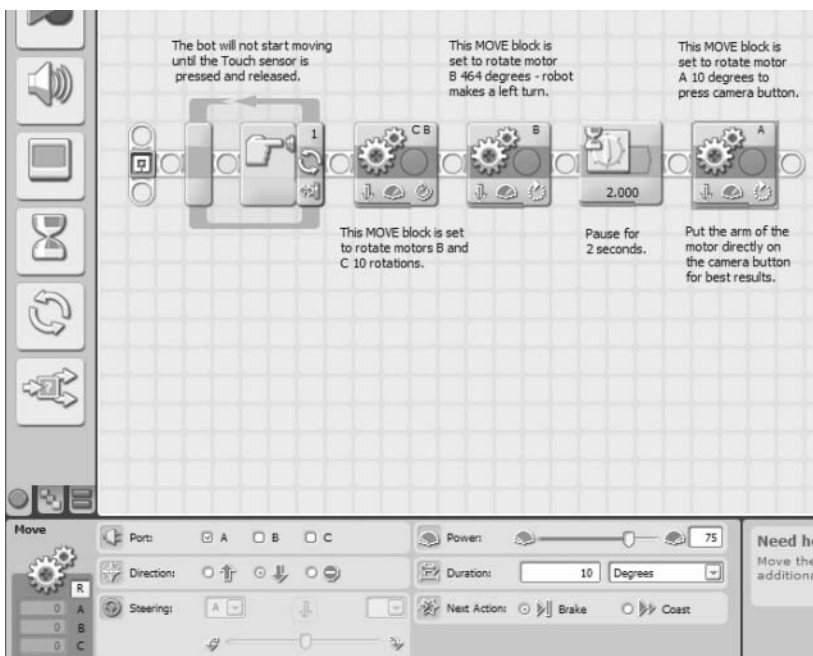 The bot will not start moving
until the Touch sensor is
pressed and released.
This MOVE block is
set to rotate motor
B 464 degrees - robot
makes a left turn.
This MOVE block is
set to rotate motor
A 10 degrees to
press camera button.
1
C B
B
A
2.000
This MOVE block is set
to rotate motors B and
C 10 rotations.
Pause for
2 seconds.
Put the arm of the
motor directly on
the camera button
for best results.
Move
R
0 A
0 B
0 C
Port: A B C
Direction:
Steering: A
Power: 75
Duration: 10 Degrees
Next Action: Brake Coast
Need
Move the